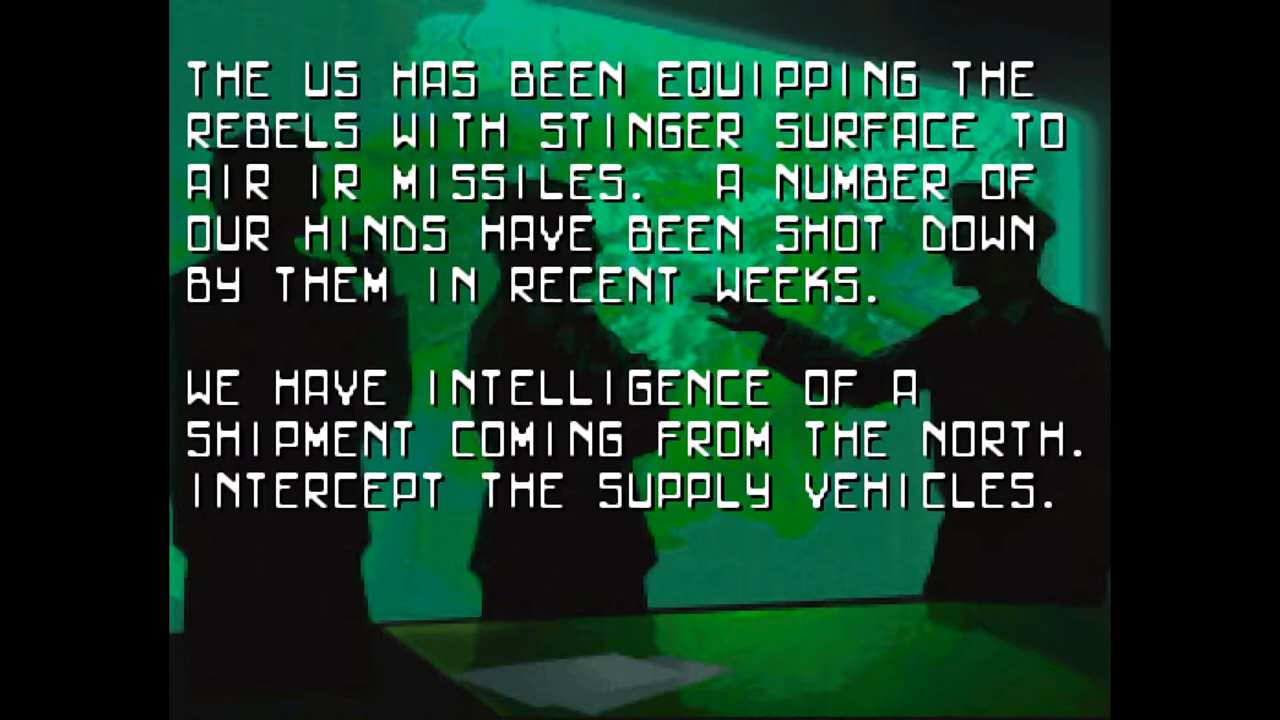 THE US HAS BEEN EQUIPPING THE
REBELS WITH STINGER SURFACE TO
AIR IR MISSILES.  A NUMBER OF
OUR HINDS HAVE BEEN SHOT DOWN
BY THEM IN RECENT WEEKS.
WE HAVE INTELLIGENCE OF A
SHIPMENT COMING FROM THE NORTH.
INTERCEPT THE SUPPLY VEHICLES.